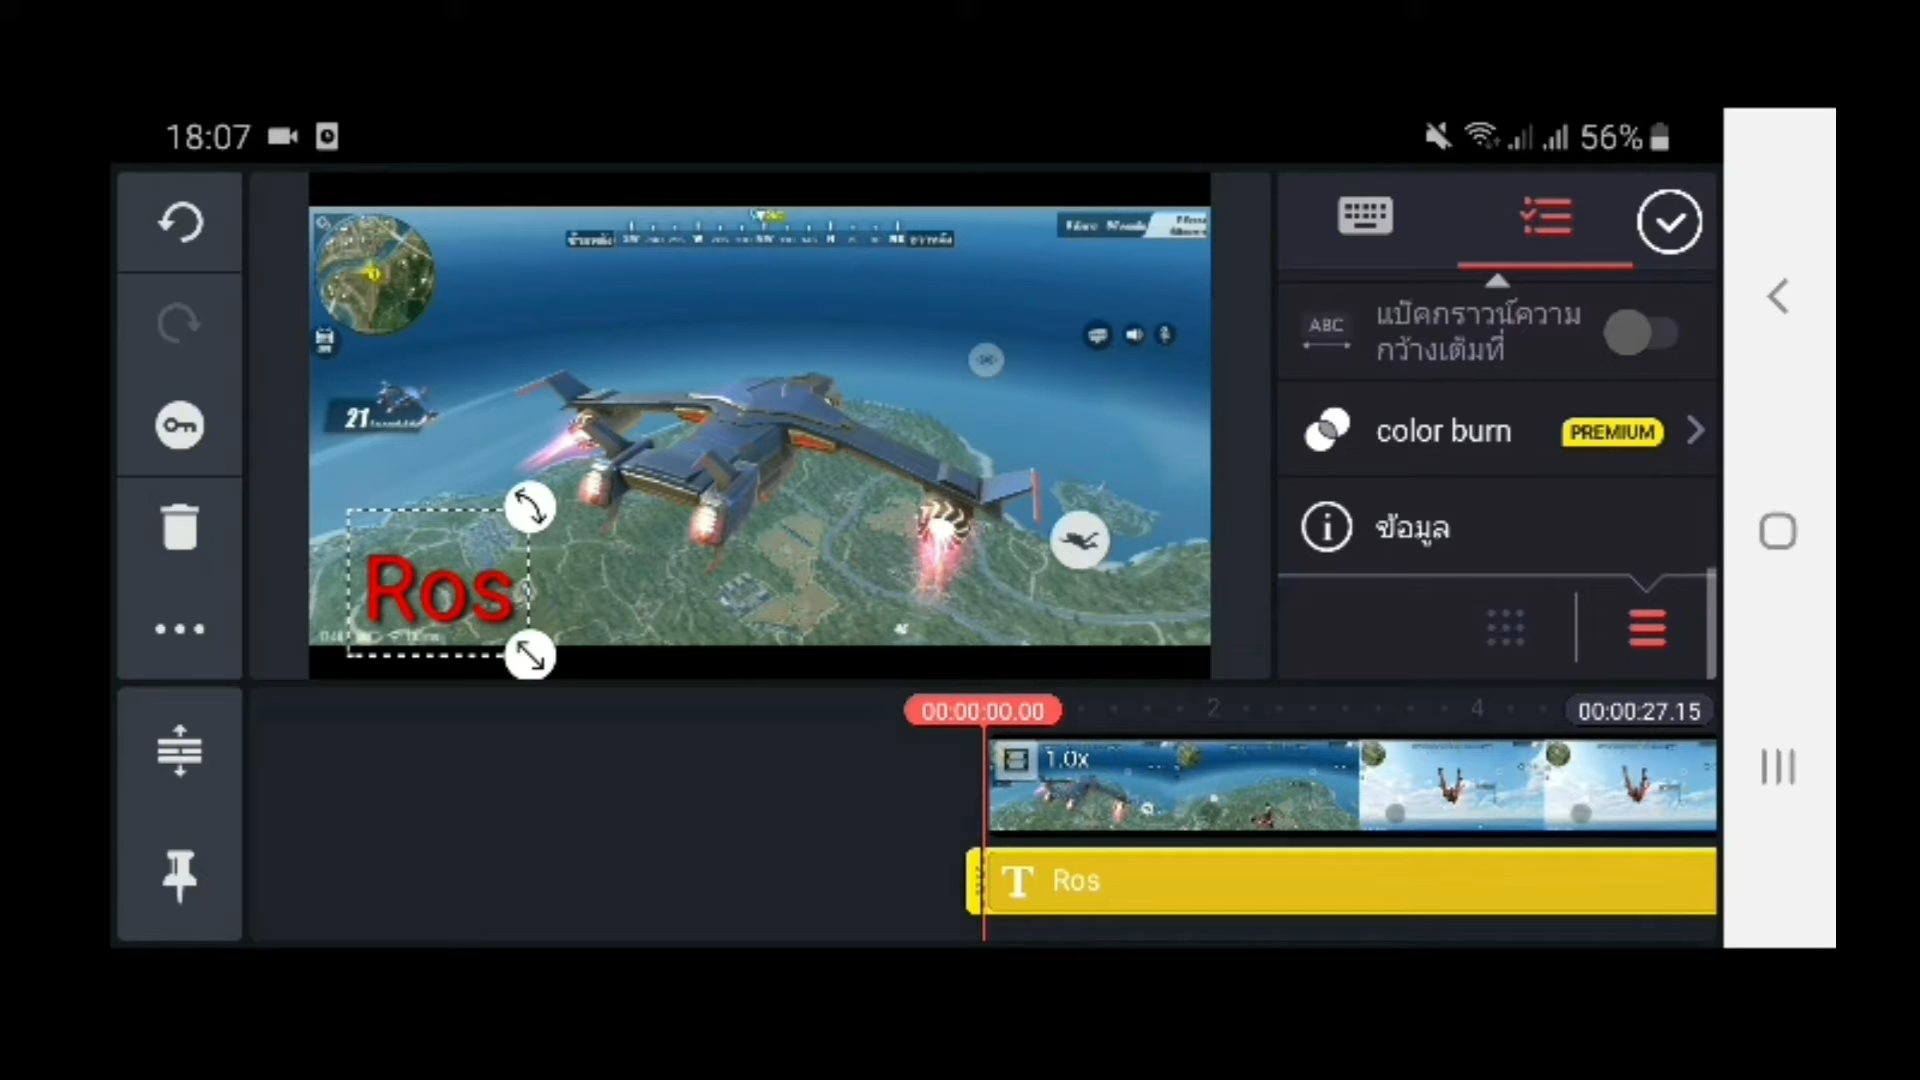 18:07
56%
21
Ros
ABC
แบ็คกราวน์ความ
กว้างเต็มที่
color burn
PREMIUM
ข้อมูล
00:00:00.00
2
4
00:00:27.15
1.0x
T Ros